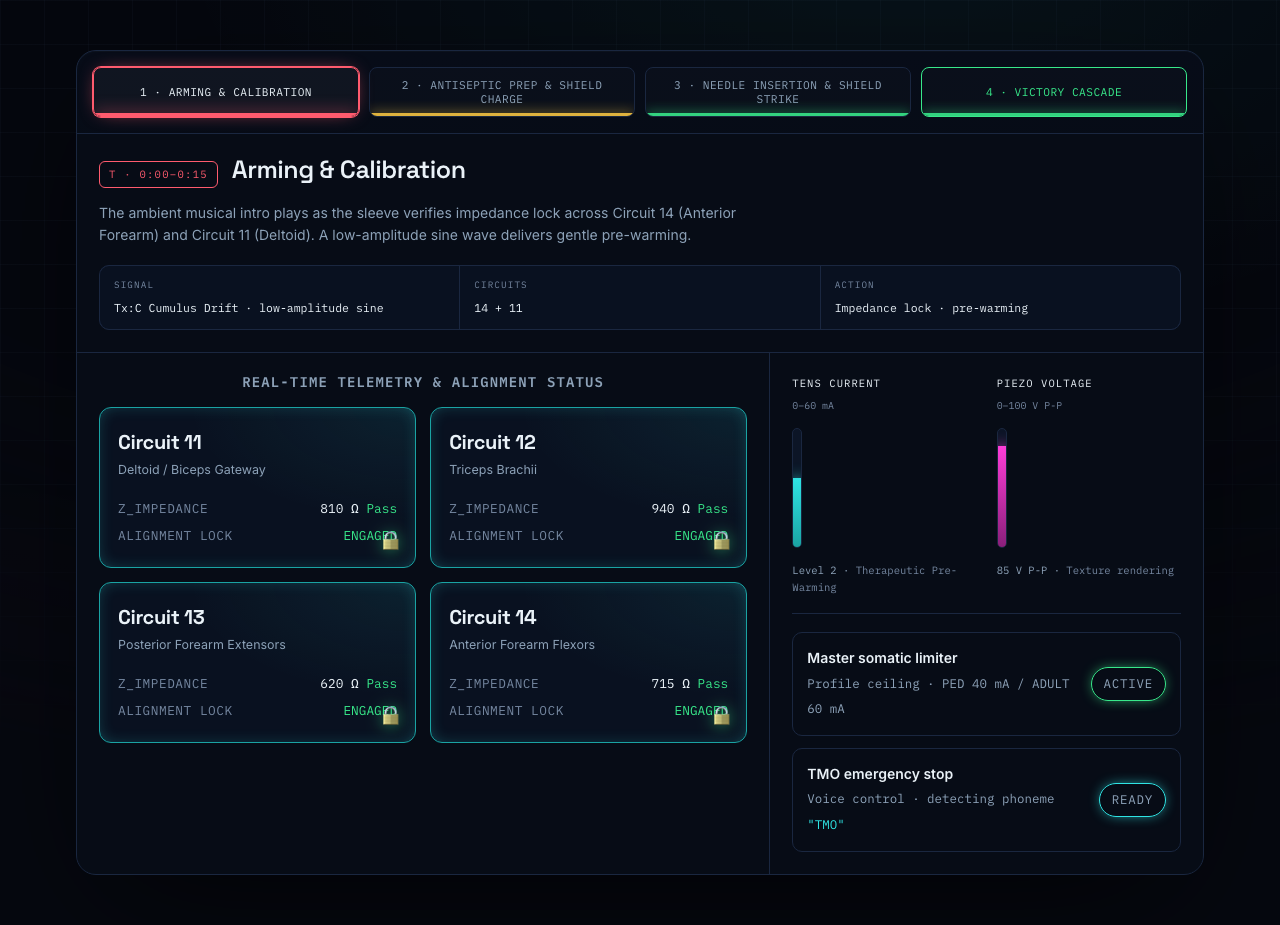 1 · ARMING & CALIBRATION
2 · ANTISEPTIC PREP & SHIELD
CHARGE
3 · NEEDLE INSERTION & SHIELD
STRIKE
4 · VICTORY CASCADE
T · 0:00–0:15
Arming & Calibration
The ambient musical intro plays as the sleeve verifies impedance lock across Circuit 14 (Anterior
Forearm) and Circuit 11 (Deltoid). A low-amplitude sine wave delivers gentle pre-warming.
SIGNAL
Tx:C Cumulus Drift · low-amplitude sine
CIRCUITS
14 + 11
ACTION
Impedance lock · pre-warming
REAL-TIME TELEMETRY & ALIGNMENT STATUS
Circuit 11
Deltoid / Biceps Gateway
Z_IMPEDANCE 810 Ω Pass
ALIGNMENT LOCK ENGAGED
Circuit 12
Triceps Brachii
Z_IMPEDANCE 940 Ω Pass
ALIGNMENT LOCK ENGAGED
Circuit 13
Posterior Forearm Extensors
Z_IMPEDANCE 620 Ω Pass
ALIGNMENT LOCK ENGAGED
Circuit 14
Anterior Forearm Flexors
Z_IMPEDANCE 715 Ω Pass
ALIGNMENT LOCK ENGAGED
TENS CURRENT
0–60 mA
Level 2 · Therapeutic Pre-
Warming
PIEZO VOLTAGE
0–100 V P-P
85 V P-P · Texture rendering
Master somatic limiter
Profile ceiling · PED 40 mA / ADULT
60 mA
ACTIVE
TMO emergency stop
Voice control · detecting phoneme
"TMO"
READY